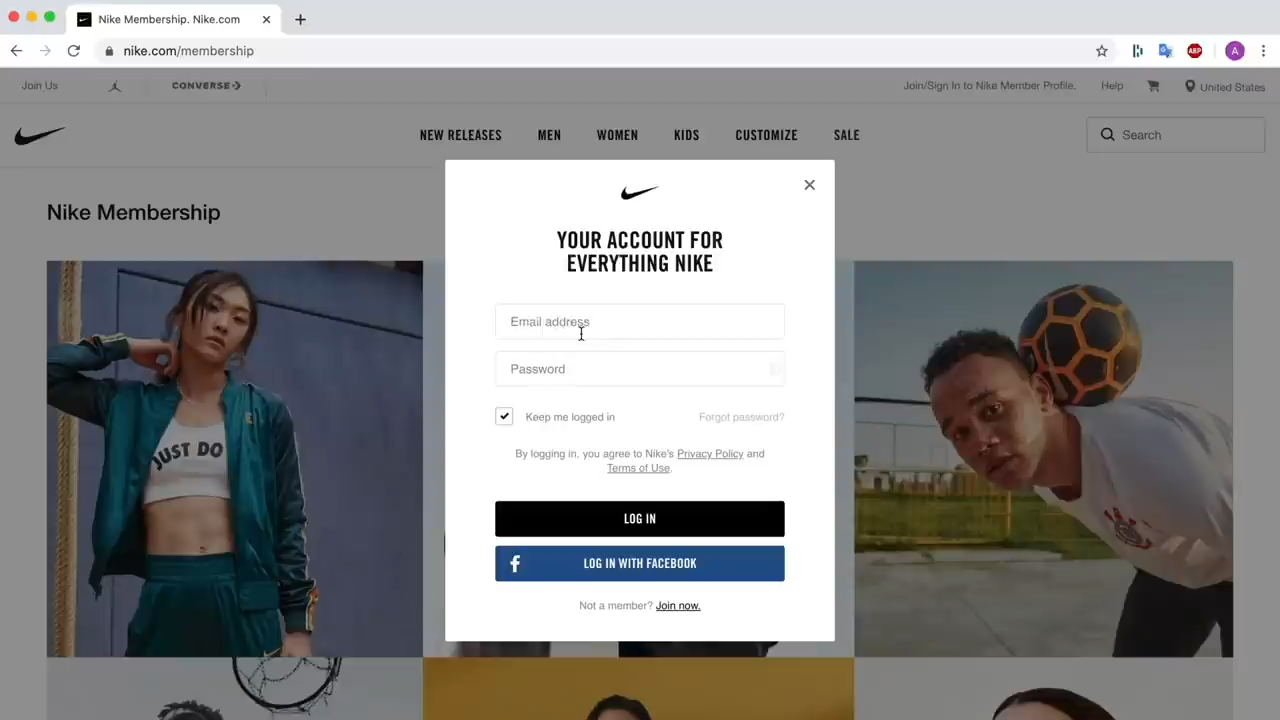 Nike Membership. Nike.com
nike.com/membership
ABP
A
Join Us
CONVERSE
Join/Sign In to Nike Member Profile.
Help
United States
NEW RELEASES
MEN
WOMEN
KIDS
CUSTOMIZE
SALE
Search
Nike Membership
YOUR ACCOUNT FOR
EVERYTHING NIKE
Email address
Password
Keep me logged in
Forgot password?
By logging in, you agree to Nike's Privacy Policy and
Terms of Use.
LOG IN
f
LOG IN WITH FACEBOOK
Not a member? Join now.
JUST DO